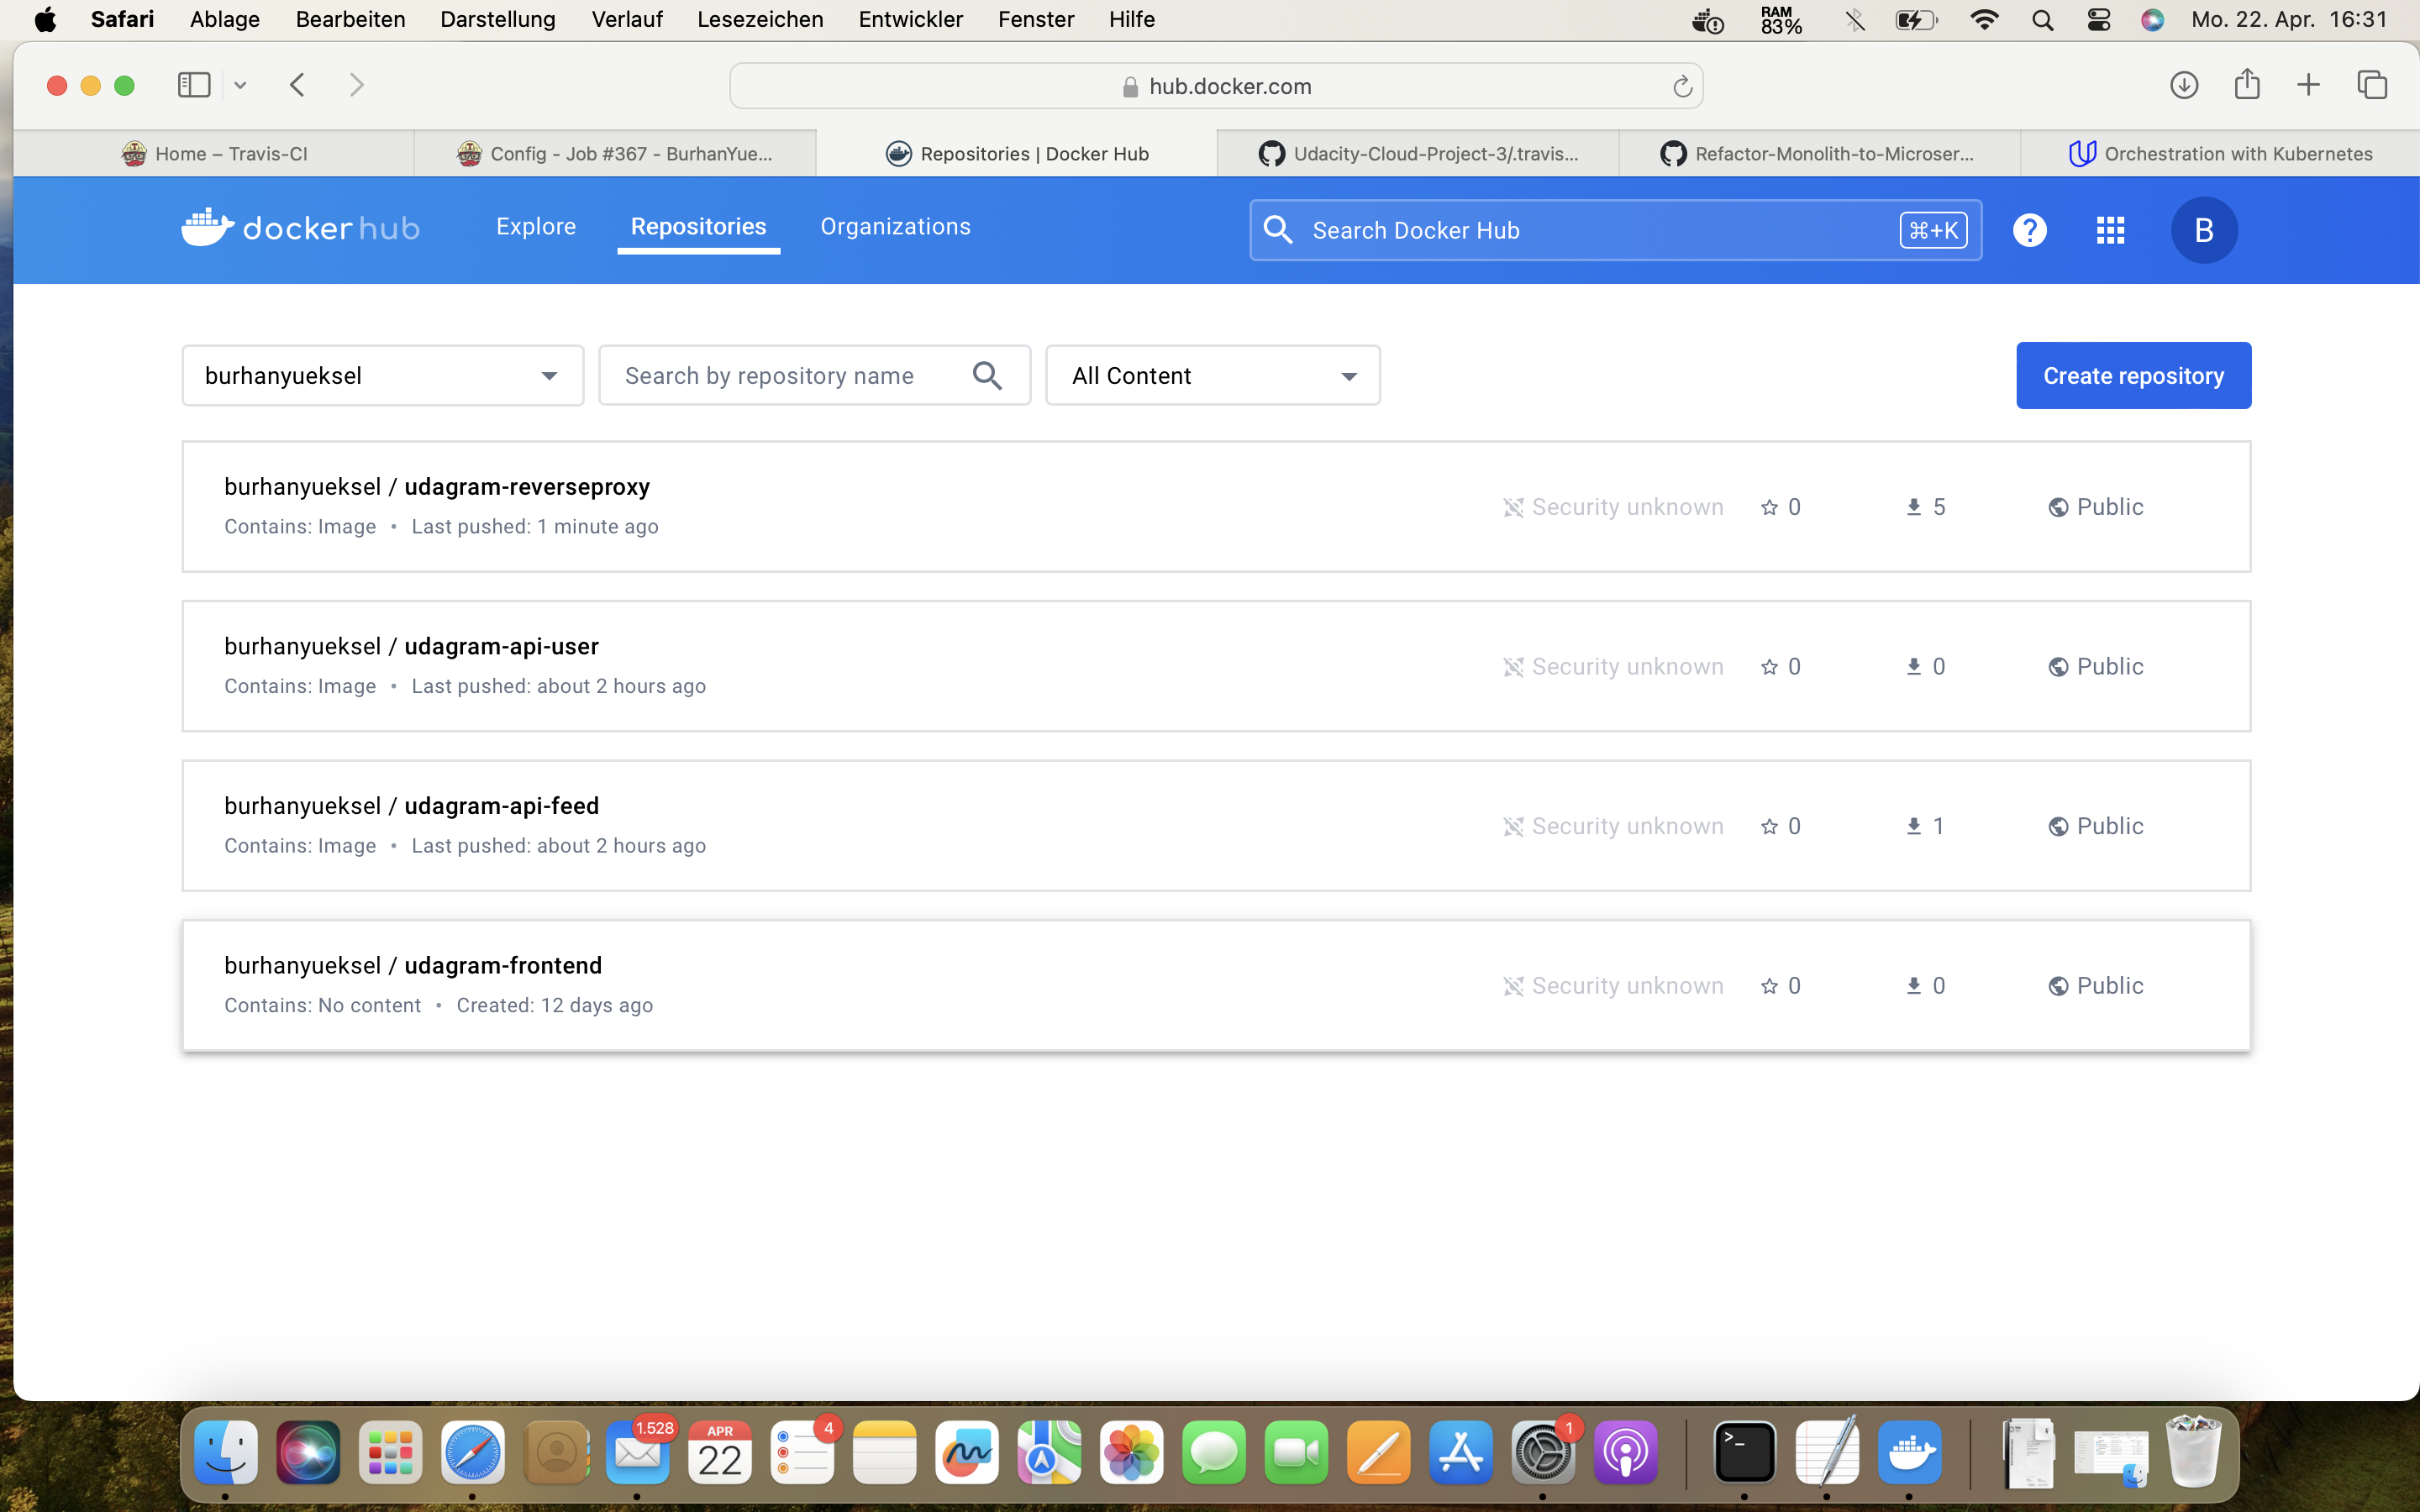 Safari Ablage Bearbeiten Darstellung Verlauf Lesezeichen Entwickler Fenster Hilfe RAM 83% Mo. 22. Apr. 16:31
hub.docker.com
Home – Travis-CI Config - Job #367 - BurhanYue... Repositories | Docker Hub Udacity-Cloud-Project-3/.travis... Refactor-Monolith-to-Microser... Orchestration with Kubernetes
docker hub Explore Repositories Organizations Search Docker Hub ⌘+K ? B
burhanyueksel Search by repository name All Content Create repository
burhanyueksel / udagram-reverseproxy
Contains: Image • Last pushed: 1 minute ago
Security unknown 0 5 Public
burhanyueksel / udagram-api-user
Contains: Image • Last pushed: about 2 hours ago
Security unknown 0 0 Public
burhanyueksel / udagram-api-feed
Contains: Image • Last pushed: about 2 hours ago
Security unknown 0 1 Public
burhanyueksel / udagram-frontend
Contains: No content • Created: 12 days ago
Security unknown 0 0 Public
1.528 APR 22 4 1 >_